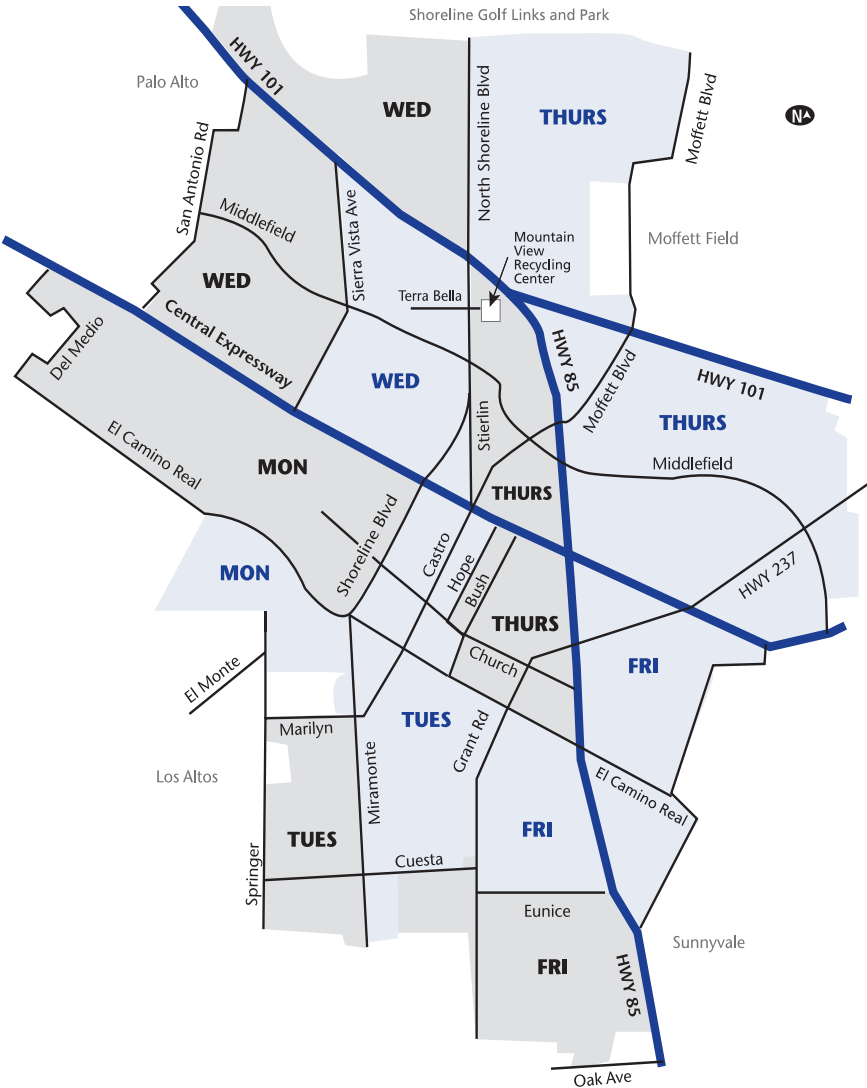 Shoreline Golf Links and Park
HWY 101
Palo Alto
WED
THURS
Moffett Blvd
N
North Shoreline Blvd
San Antonio Rd
Middlefield
Sierra Vista Ave
Mountain
View
Recycling
Center
Moffett Field
WED
Terra Bella
Central Expressway
Del Medio
HWY 85
Moffett Blvd
HWY 101
WED
THURS
Stierlin
El Camino Real
MON
Middlefield
THURS
Shoreline Blvd
Castro
Hope
Bush
MON
HWY 237
THURS
Church
FRI
El Monte
Marilyn
TUES
Grant Rd
Los Altos
Miramonte
El Camino Real
TUES
FRI
Cuesta
Springer
Eunice
Sunnyvale
FRI
HWY 85
Oak Ave